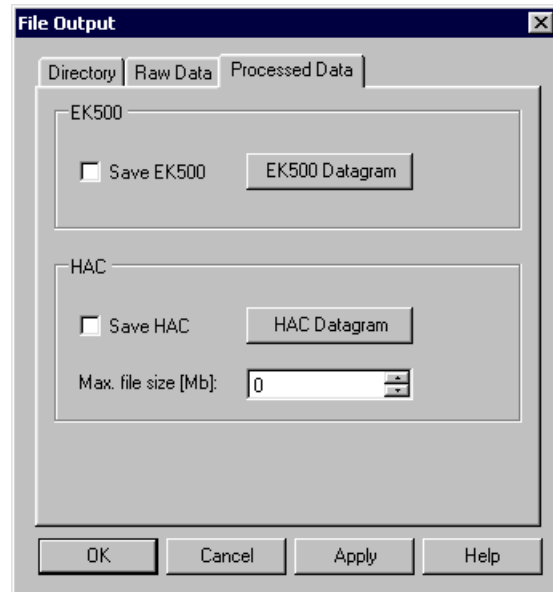 File Output
Directory Raw Data Processed Data
EK500
Save EK500 EK500 Datagram
HAC
Save HAC HAC Datagram
Max. file size [Mb]: 0
OK Cancel Apply Help